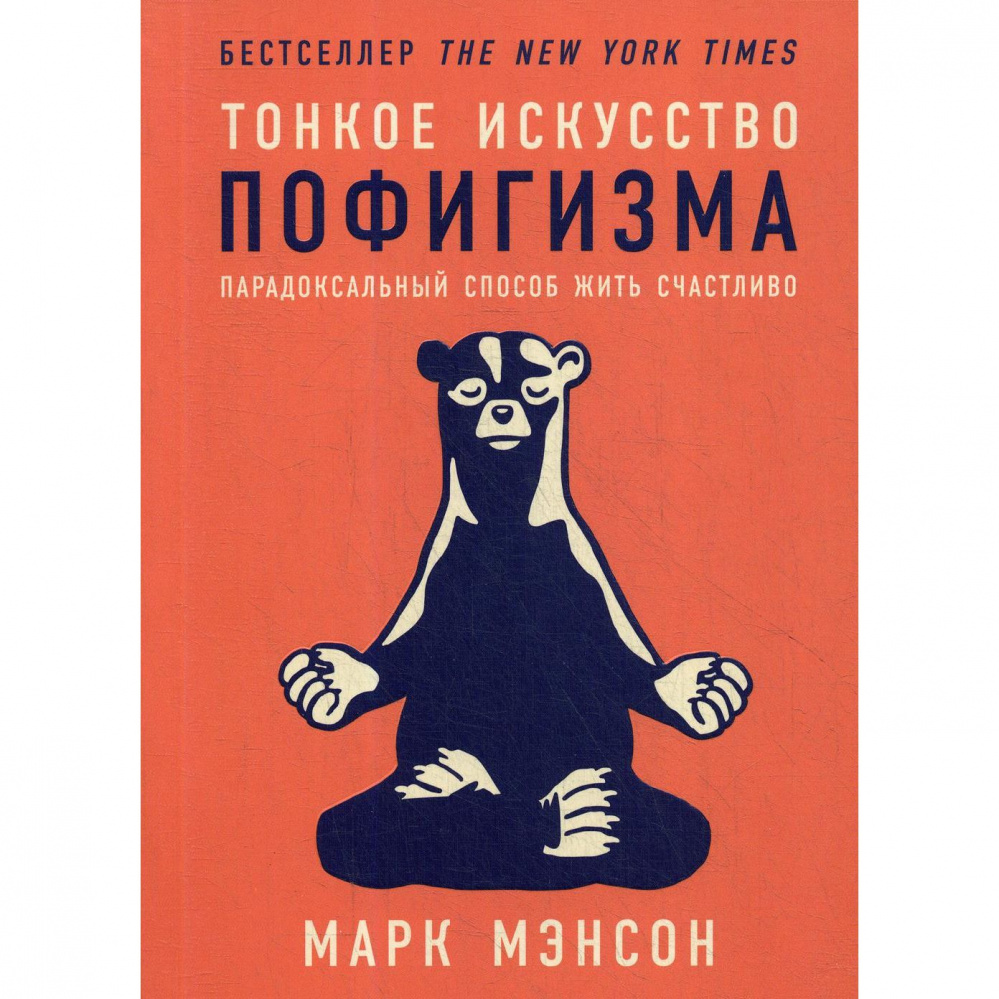 БЕСТСЕЛЛЕР THE NEW YORK TIMES
ТОНКОЕ ИСКУССТВО
ПОФИГИЗМА
ПАРАДОКСАЛЬНЫЙ СПОСОБ ЖИТЬ СЧАСТЛИВО
МАРК МЭНСОН